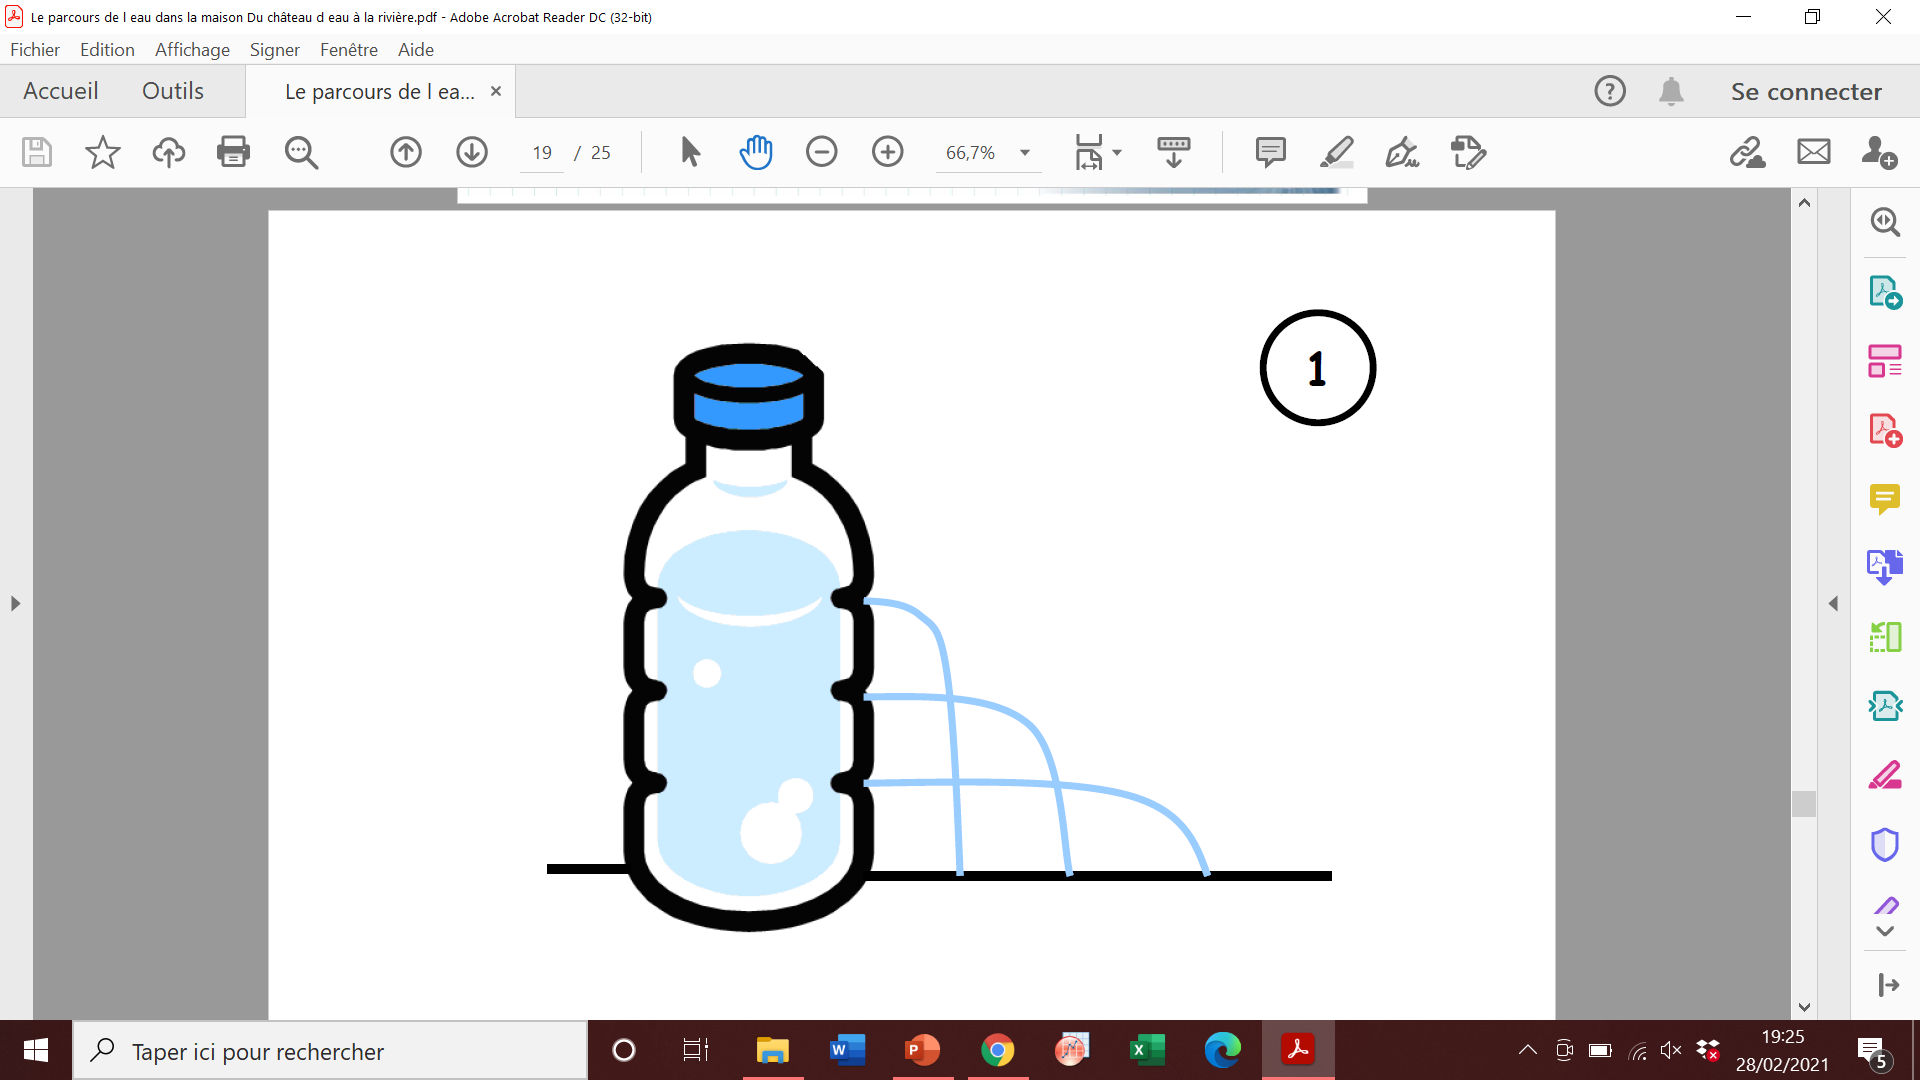 Le parcours de l eau dans la maison Du château d eau à la rivière.pdf - Adobe Acrobat Reader DC (32-bit)
Fichier Edition Affichage Signer Fenêtre Aide
Accueil Outils Le parcours de l ea... × ? Se connecter
19 / 25 66,7%
1
Taper ici pour rechercher
W P X
19:25
28/02/2021
5